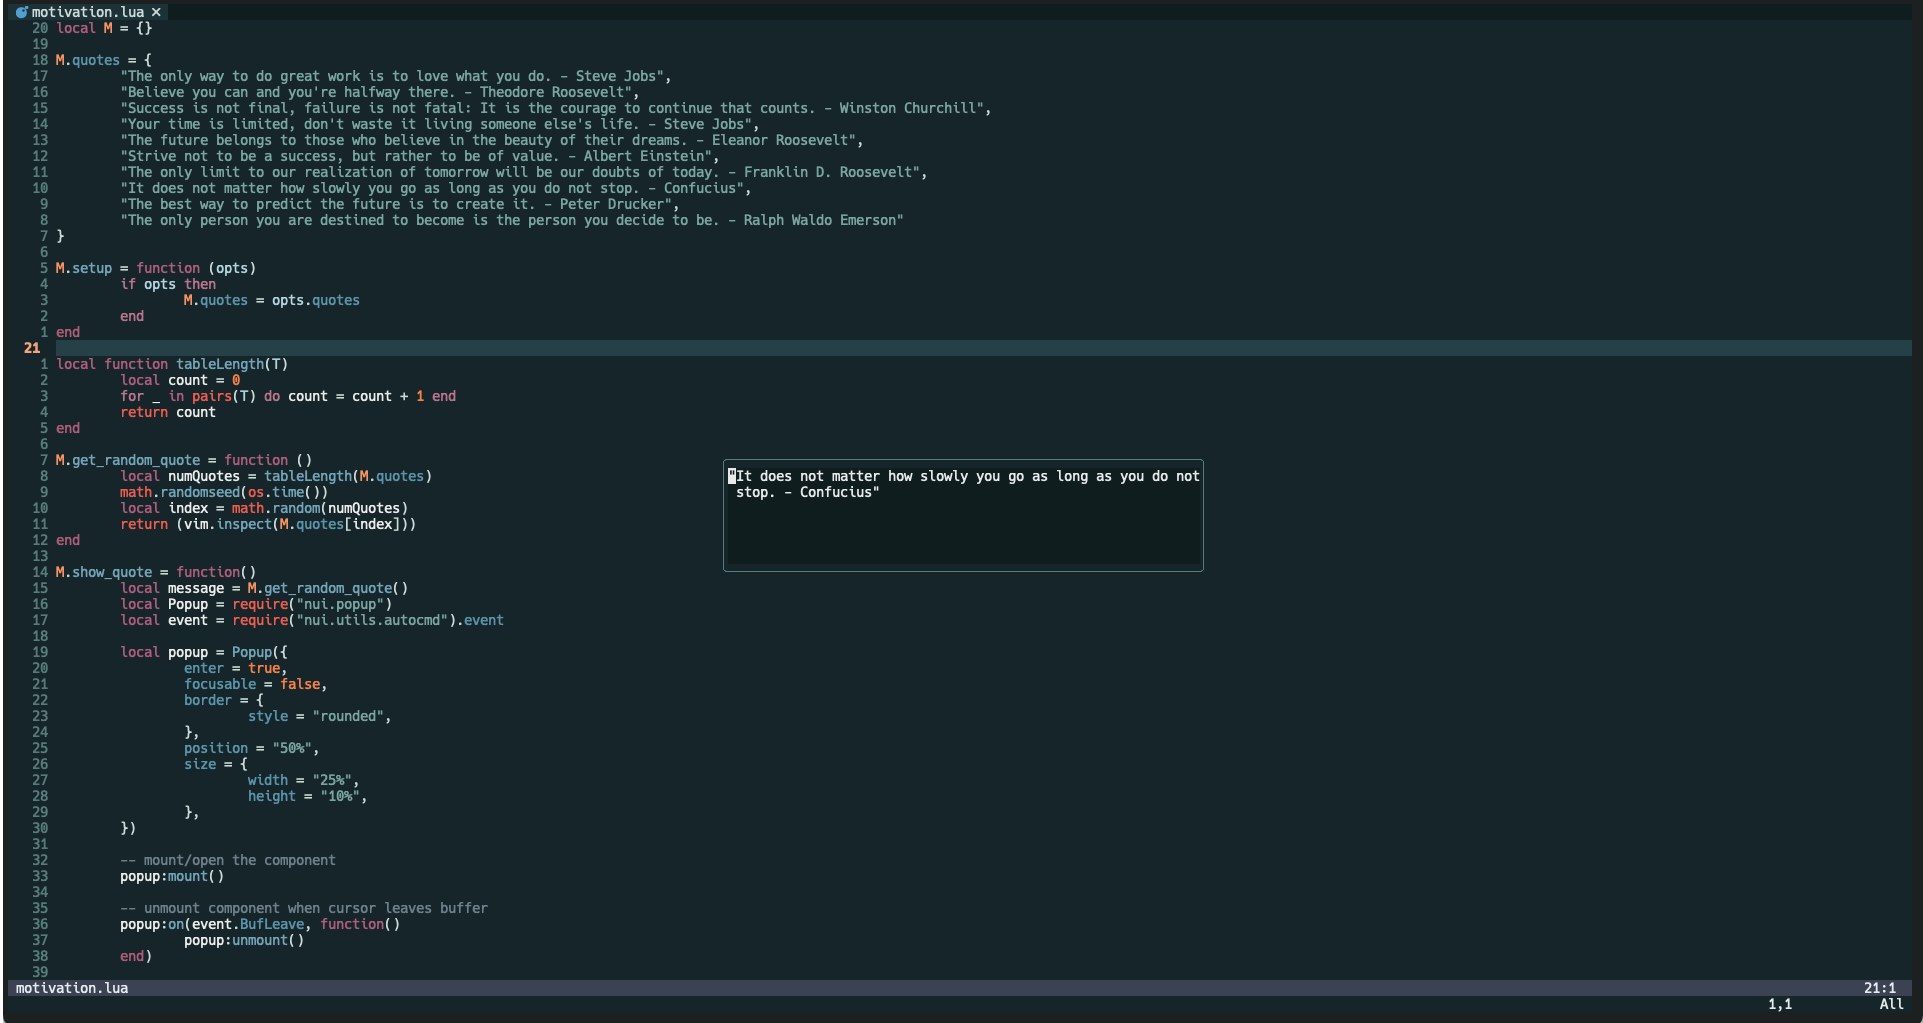 motivation.lua ×
20 local M = {}
19
18 M.quotes = {
17 "The only way to do great work is to love what you do. - Steve Jobs",
16 "Believe you can and you're halfway there. - Theodore Roosevelt",
15 "Success is not final, failure is not fatal: It is the courage to continue that counts. - Winston Churchill",
14 "Your time is limited, don't waste it living someone else's life. - Steve Jobs",
13 "The future belongs to those who believe in the beauty of their dreams. - Eleanor Roosevelt",
12 "Strive not to be a success, but rather to be of value. - Albert Einstein",
11 "The only limit to our realization of tomorrow will be our doubts of today. - Franklin D. Roosevelt",
10 "It does not matter how slowly you go as long as you do not stop. - Confucius",
9 "The best way to predict the future is to create it. - Peter Drucker",
8 "The only person you are destined to become is the person you decide to be. - Ralph Waldo Emerson"
7 }
6
5 M.setup = function (opts)
4 if opts then
3 M.quotes = opts.quotes
2 end
1 end
21
1 local function tableLength(T)
2 local count = 0
3 for _ in pairs(T) do count = count + 1 end
4 return count
5 end
6
7 M.get_random_quote = function ()
8 local numQuotes = tableLength(M.quotes)
9 math.randomseed(os.time())
10 local index = math.random(numQuotes)
11 return (vim.inspect(M.quotes[index]))
12 end
13
14 M.show_quote = function()
15 local message = M.get_random_quote()
16 local Popup = require("nui.popup")
17 local event = require("nui.utils.autocmd").event
18
19 local popup = Popup({
20 enter = true,
21 focusable = false,
22 border = {
23 style = "rounded",
24 },
25 position = "50%",
26 size = {
27 width = "25%",
28 height = "10%",
29 },
30 })
31
32 -- mount/open the component
33 popup:mount()
34
35 -- unmount component when cursor leaves buffer
36 popup:on(event.BufLeave, function()
37 popup:unmount()
38 end)
39
"It does not matter how slowly you go as long as you do not
stop. - Confucius"
motivation.lua 21:1
1,1 All